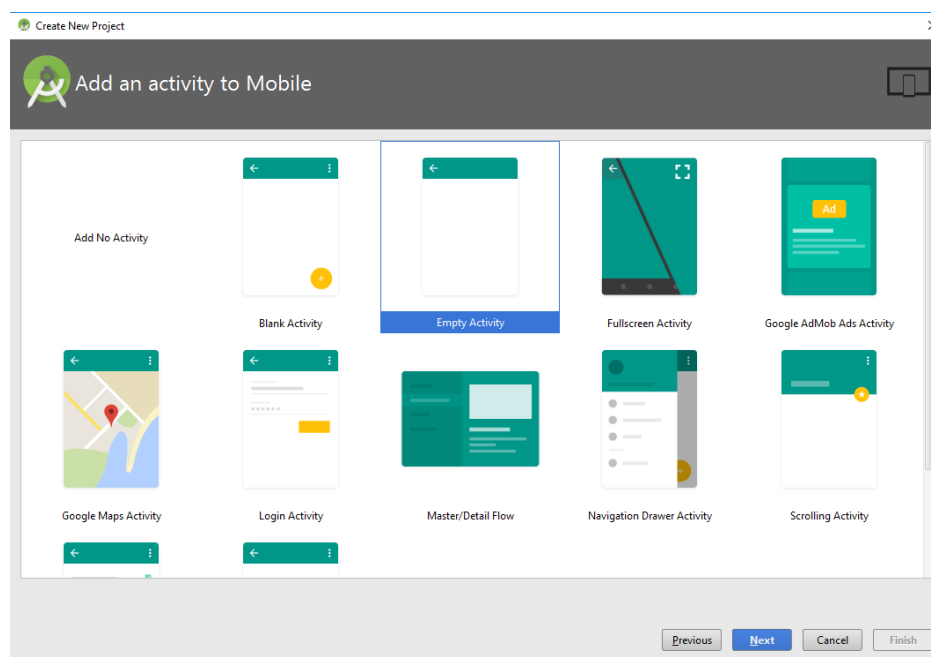 Create New Project
Add an activity to Mobile
Add No Activity
Blank Activity
Empty Activity
Fullscreen Activity
Ad
Google AdMob Ads Activity
Google Maps Activity
Login Activity
Master/Detail Flow
Navigation Drawer Activity
Scrolling Activity
Previous
Next
Cancel
Finish